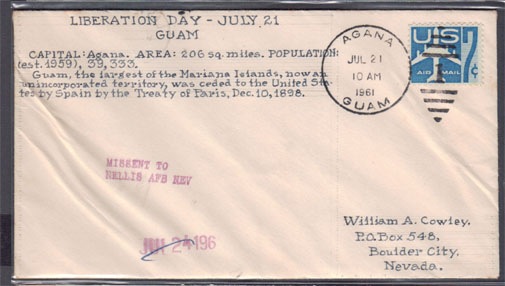 LIBERATION DAY - JULY 21
GUAM
CAPITAL: Agana. AREA: 206 sq. miles. POPULATION:
(est. 1959), 39,333.
Guam, the largest of the Mariana Islands, now an
unincorporated territory, was ceded to the United Sta-
tes by Spain by the Treaty of Paris, Dec. 10, 1898.
AGANA
JUL 21
10 AM
1961
GUAM
U.S
AIR MAIL
7c
MISSENT TO
NELLIS AFB NEV
24 196
William A. Cowley.
P.O. Box 548,
Boulder City.
Nevada.